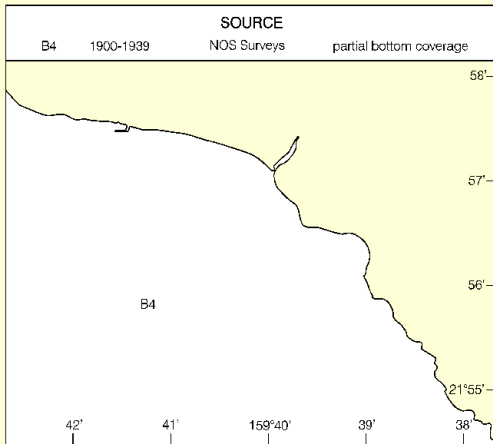 SOURCE
B4 1900-1939 NOS Surveys partial bottom coverage
58'
57'
56'
B4
21°55'
42' 41' 159°40' 39' 38'